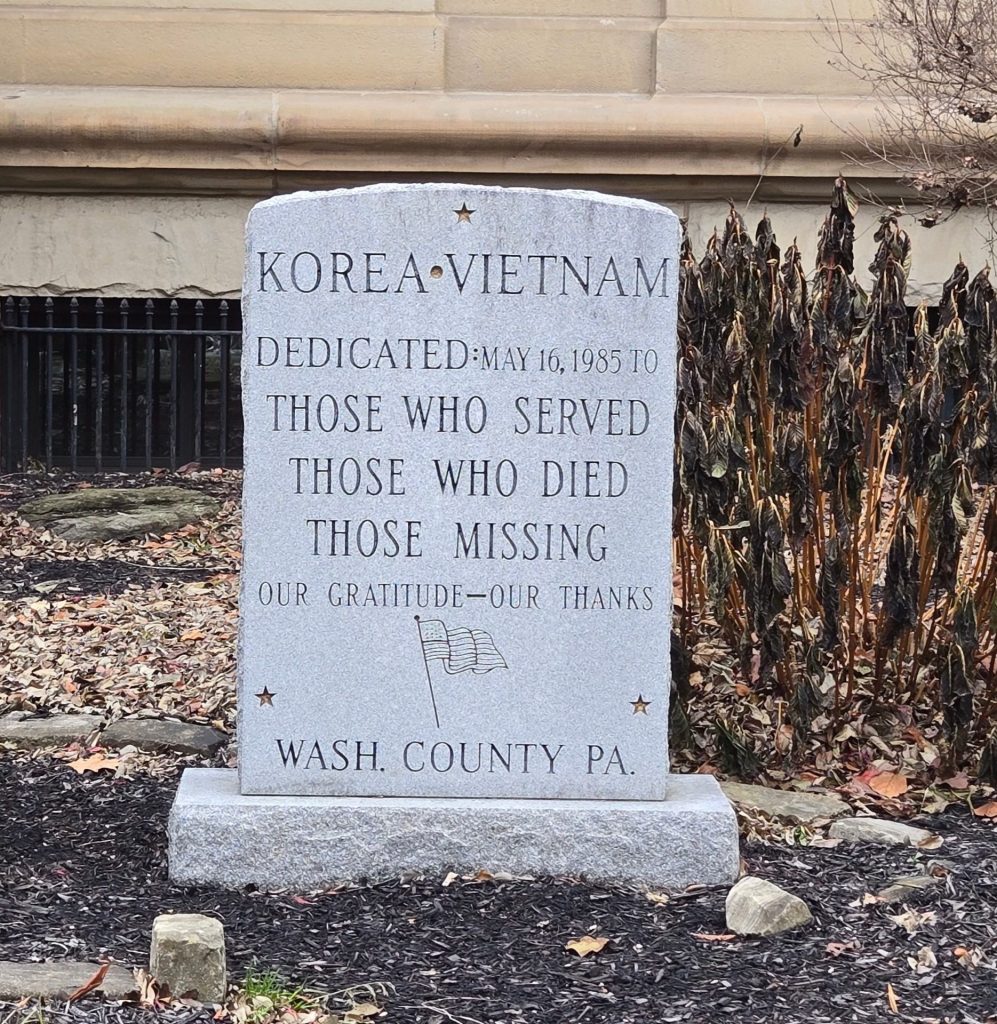 KOREA•VIETNAM
DEDICATED:MAY 16,1985 TO
THOSE WHO SERVED
THOSE WHO DIED
THOSE MISSING
OUR GRATITUDE—OUR THANKS
WASH. COUNTY PA.